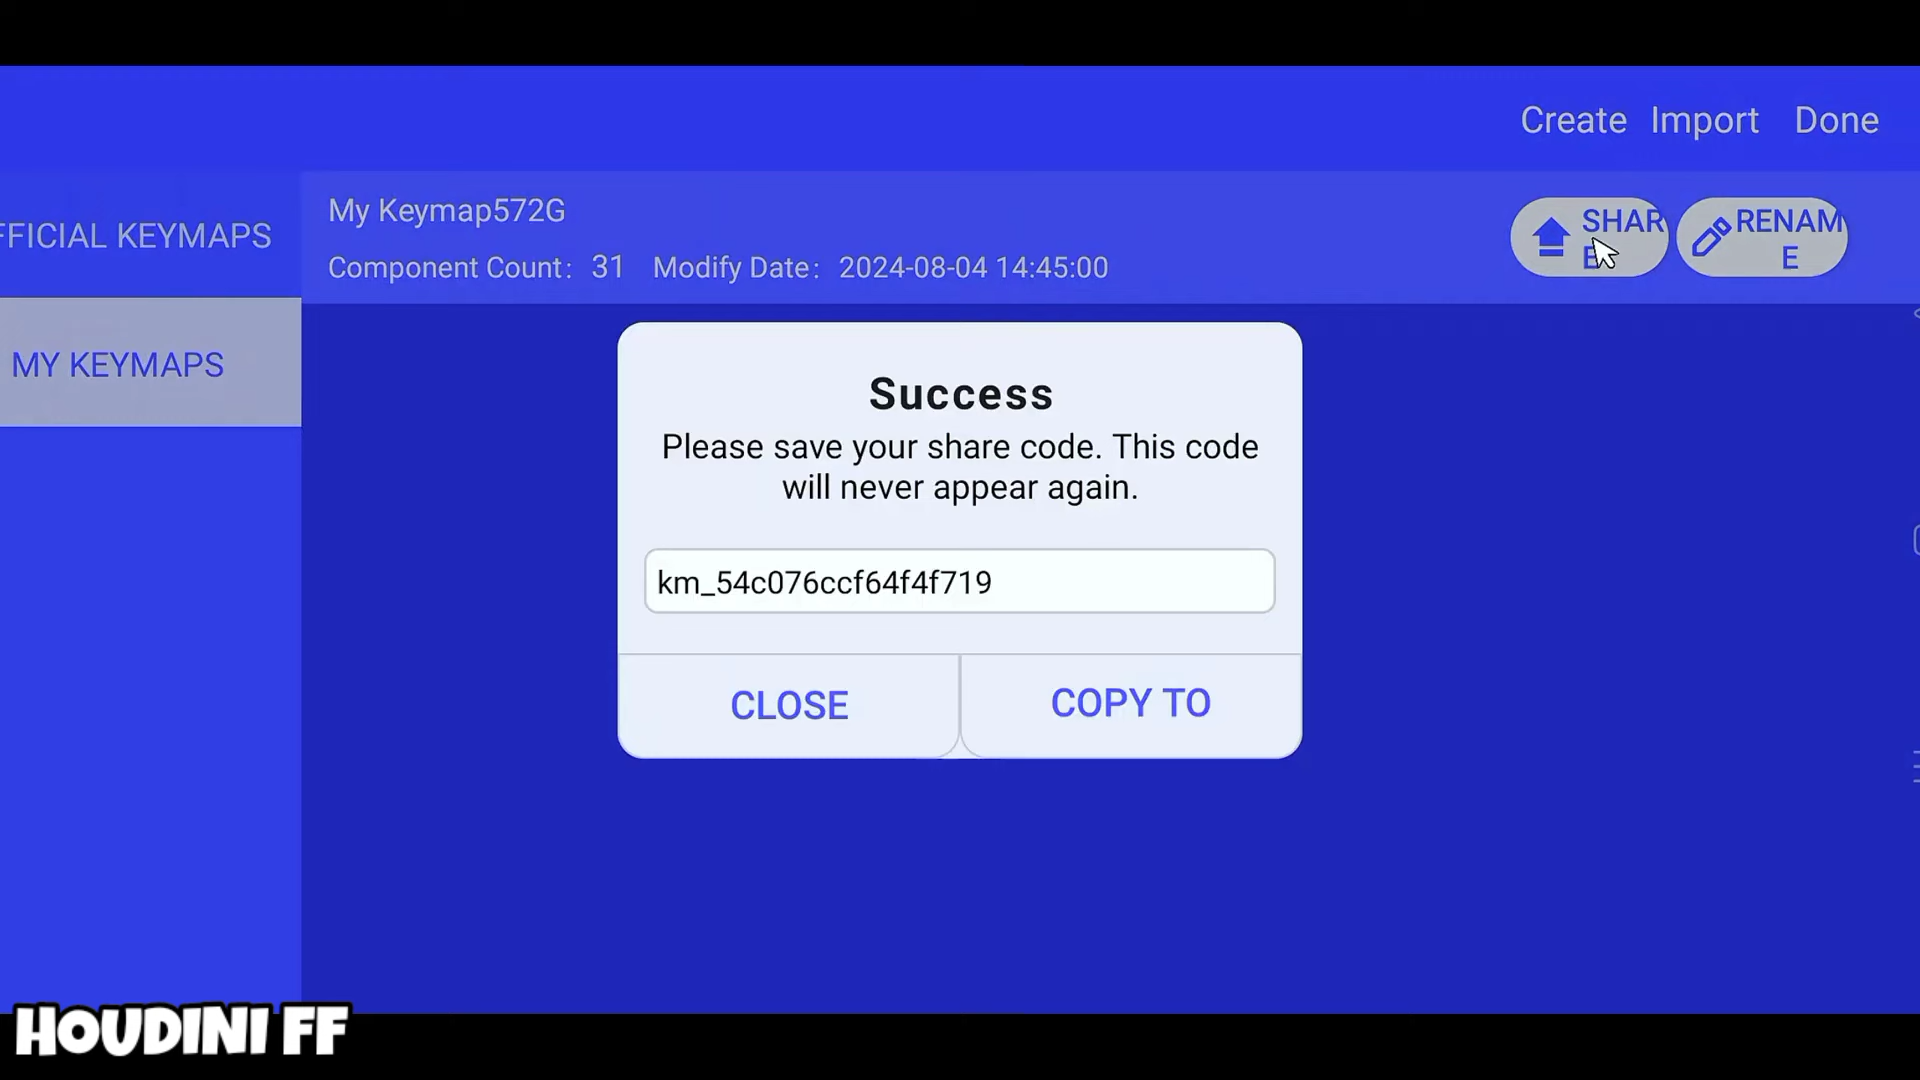 Create Import Done
FFICIAL KEYMAPS
MY KEYMAPS
My Keymap572G
Component Count: 31 Modify Date: 2024-08-04 14:45:00
SHAR
E
RENAM
E
Success
Please save your share code. This code
will never appear again.
km_54c076ccf64f4f719
CLOSE
COPY TO
HOUDINI FF